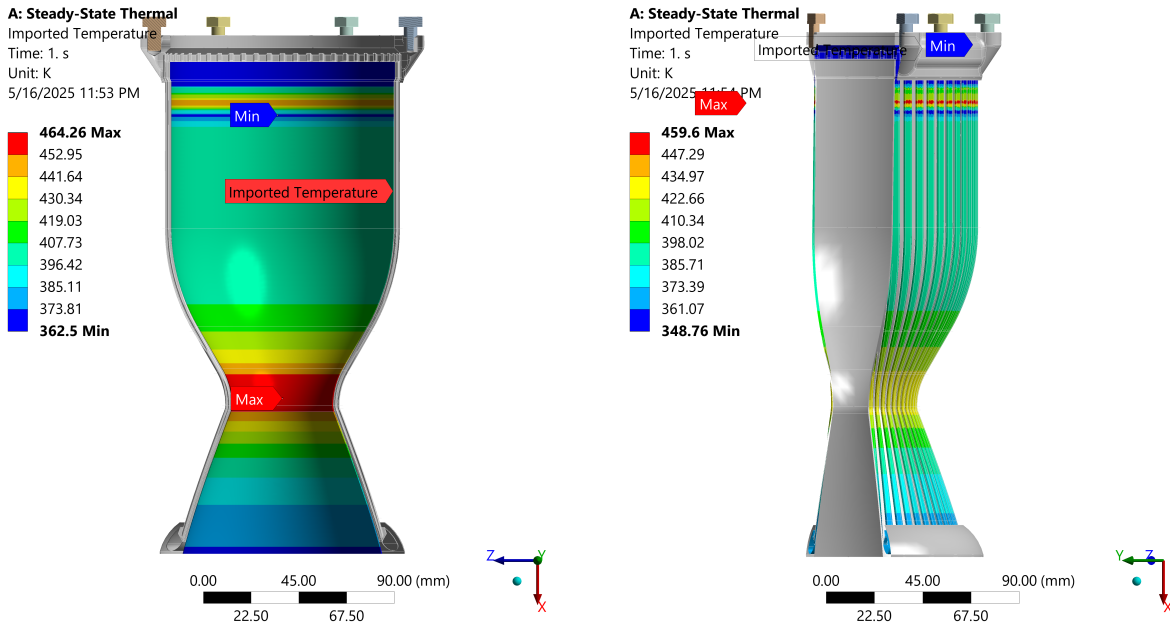 A: Steady-State Thermal
Imported Temperature
Time: 1. s
Unit: K
5/16/2025 11:53 PM
464.26 Max
452.95
441.64
430.34
419.03
407.73
396.42
385.11
373.81
362.5 Min
Min
Imported Temperature
Max
Z
Y
X
0.00 45.00 90.00 (mm)
22.50 67.50
A: Steady-State Thermal
Imported Temperature
Time: 1. s
Unit: K
5/16/2025 11:54 PM
Imported Temperature
Min
Max
459.6 Max
447.29
434.97
422.66
410.34
398.02
385.71
373.39
361.07
348.76 Min
Y
Z
X
0.00 45.00 90.00 (mm)
22.50 67.50